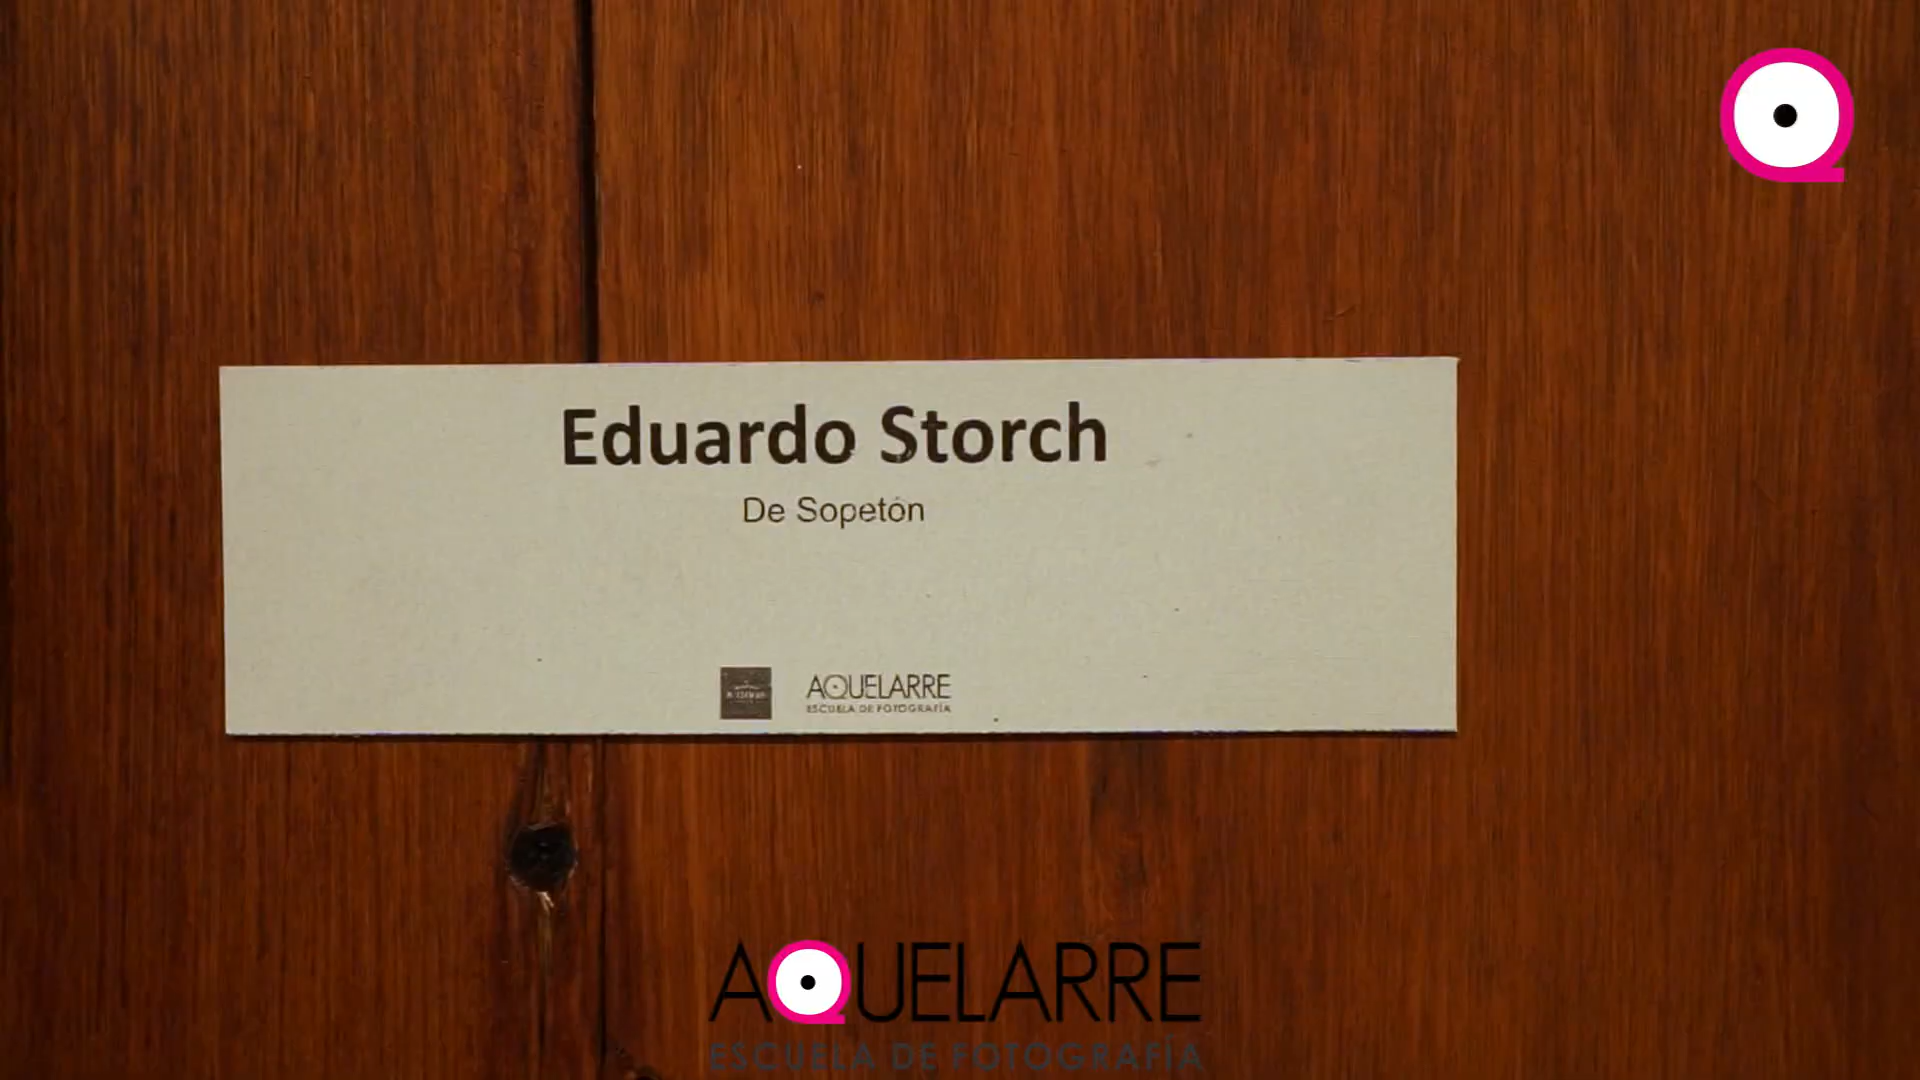 Eduardo Storch
De Sopetón
AQUELARRE
ESCUELA DE FOTOGRAFÍA
AQUELARRE
ESCUELA DE FOTOGRAFÍA